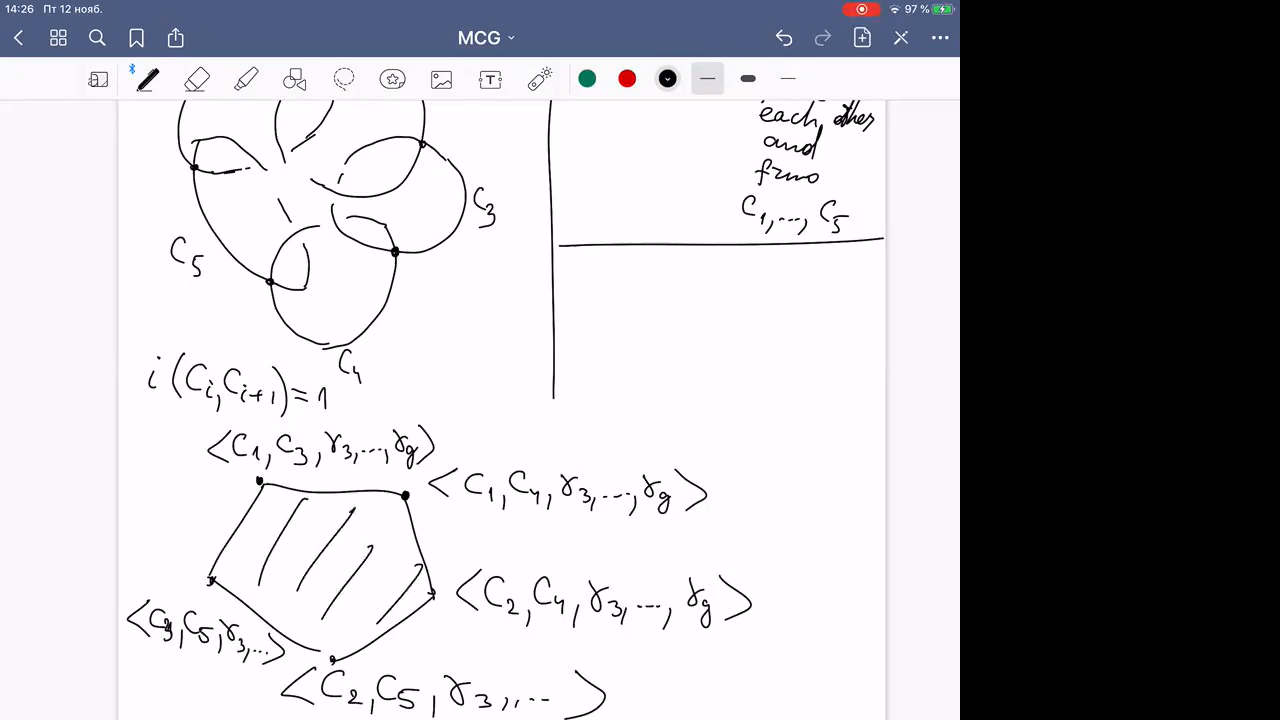 14:26 Пт 12 нояб.
97 %
MCG
each other
and
from
C₁,..., C₅
C₃
C₅
C₄
i(Cᵢ,Cᵢ₊₁)=1
<C₁,C₃,γ₃,...,γg>
<C₁,C₄,γ₃,...,γg>
<C₂,C₄,γ₃,...,γg>
<C₃,C₅,γ₃,...>
<C₂,C₅,γ₃,...>